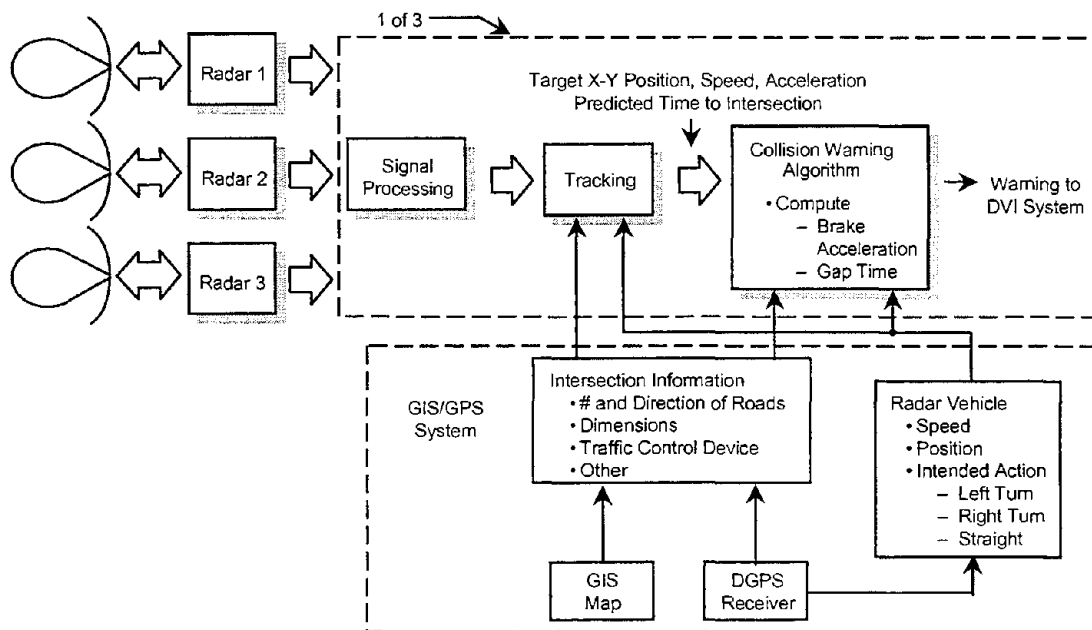 1 of 3
Radar 1
Radar 2
Radar 3
Signal
Processing
Tracking
Target X-Y Position, Speed, Acceleration
Predicted Time to Intersection
Collision Warning
Algorithm
• Compute
– Brake
Acceleration
– Gap Time
Warning to
DVI System
GIS/GPS
System
Intersection Information
• # and Direction of Roads
• Dimensions
• Traffic Control Device
• Other
Radar Vehicle
• Speed
• Position
• Intended Action
– Left Turn
– Right Turn
– Straight
GIS
Map
DGPS
Receiver